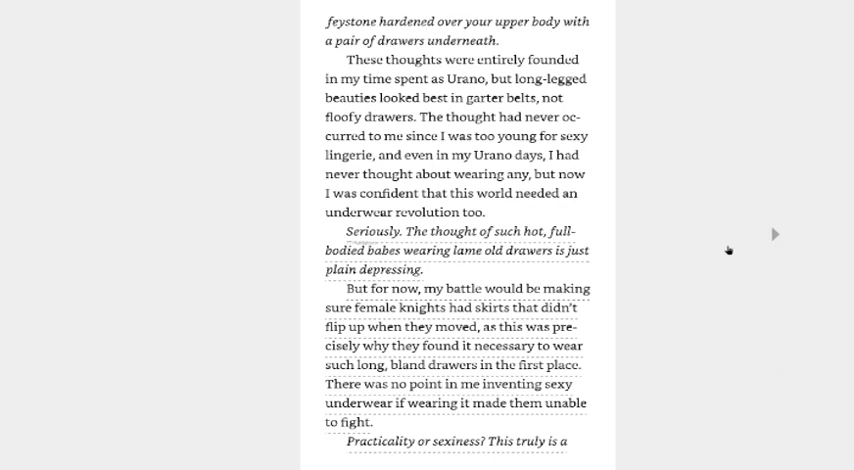 feystone hardened over your upper body with
a pair of drawers underneath.
These thoughts were entirely founded
in my time spent as Urano, but long-legged
beauties looked best in garter belts, not
floofy drawers. The thought had never oc-
curred to me since I was too young for sexy
lingerie, and even in my Urano days, I had
never thought about wearing any, but now
I was confident that this world needed an
underwear revolution too.
Seriously. The thought of such hot, full-
bodied babes wearing lame old drawers is just
plain depressing.
But for now, my battle would be making
sure female knights had skirts that didn't
flip up when they moved, as this was pre-
cisely why they found it necessary to wear
such long, bland drawers in the first place.
There was no point in me inventing sexy
underwear if wearing it made them unable
to fight.
Practicality or sexiness? This truly is a